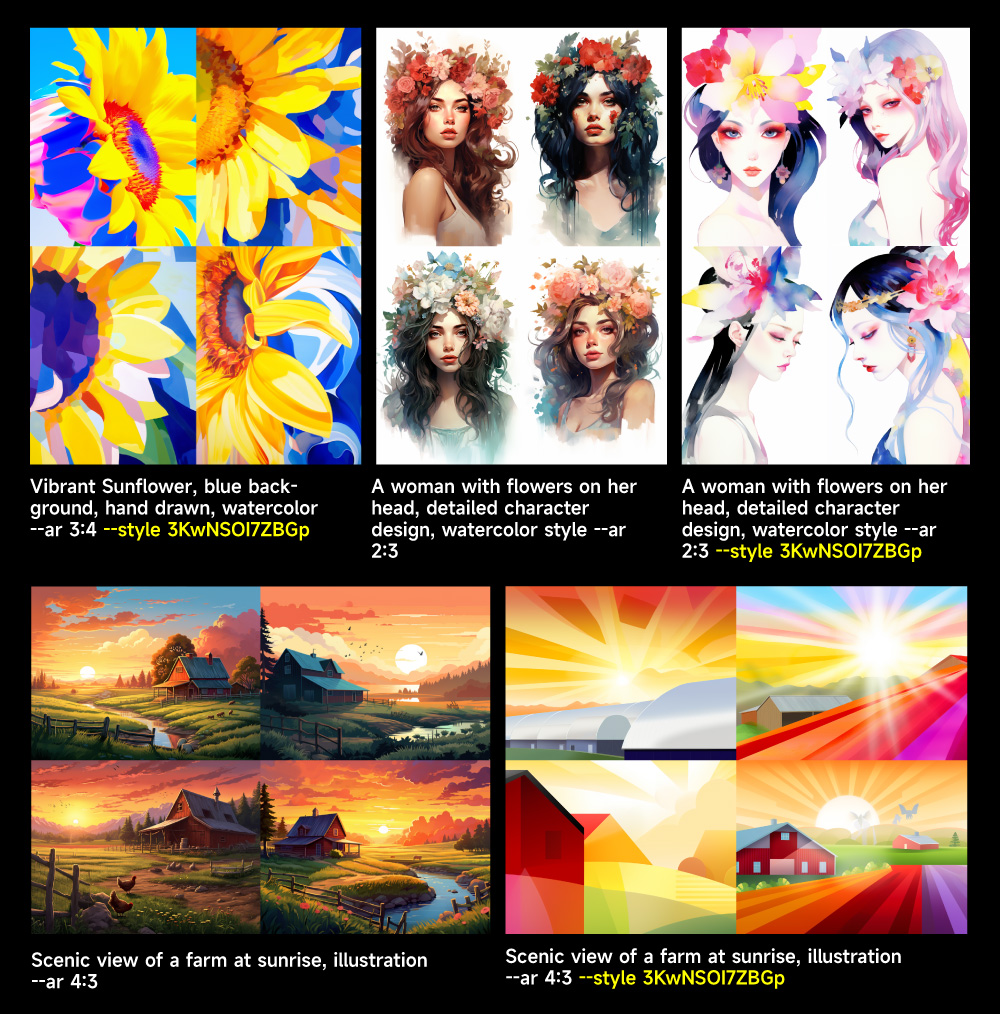 Vibrant Sunflower, blue back-
ground, hand drawn, watercolor
--ar 3:4 --style 3KwNSOI7ZBGp
A woman with flowers on her
head, detailed character
design, watercolor style --ar
2:3
A woman with flowers on her
head, detailed character
design, watercolor style --ar
2:3 --style 3KwNSOI7ZBGp
Scenic view of a farm at sunrise, illustration
--ar 4:3
Scenic view of a farm at sunrise, illustration
--ar 4:3 --style 3KwNSOI7ZBGp